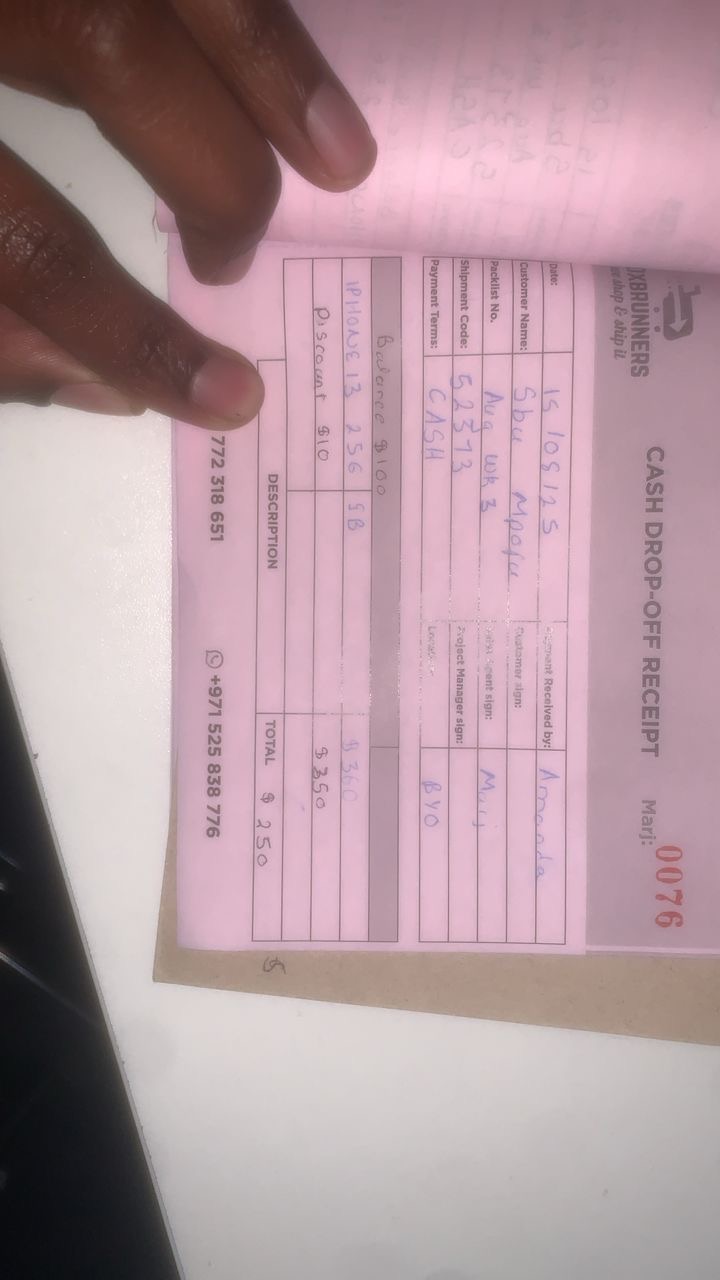 OXBRUNNERS
shop & ship it
CASH DROP-OFF RECEIPT
Marj: 0076
Date: 15/08/25
Payment Received by: Amanda
Customer Name: Sbu Mpofu
Customer sign:
Packlist No. Aug wk 3
Agent sign: Marj
Shipment Code: 52373
Project Manager sign:
Payment Terms: CASH
Location: BYO
Balance $100
IPHONE 13 256 GB $360
Discount $10 $350
DESCRIPTION TOTAL $250
772 318 651 +971 525 838 776